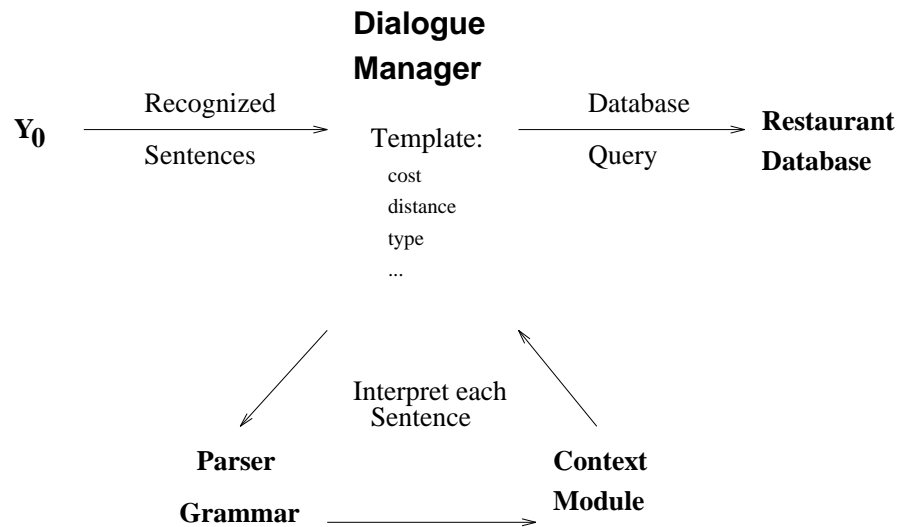 Dialogue
Manager
Y0
Recognized
Sentences
Template:
cost
distance
type
...
Database
Query
Restaurant
Database
Interpret each
Sentence
Parser
Grammar
Context
Module